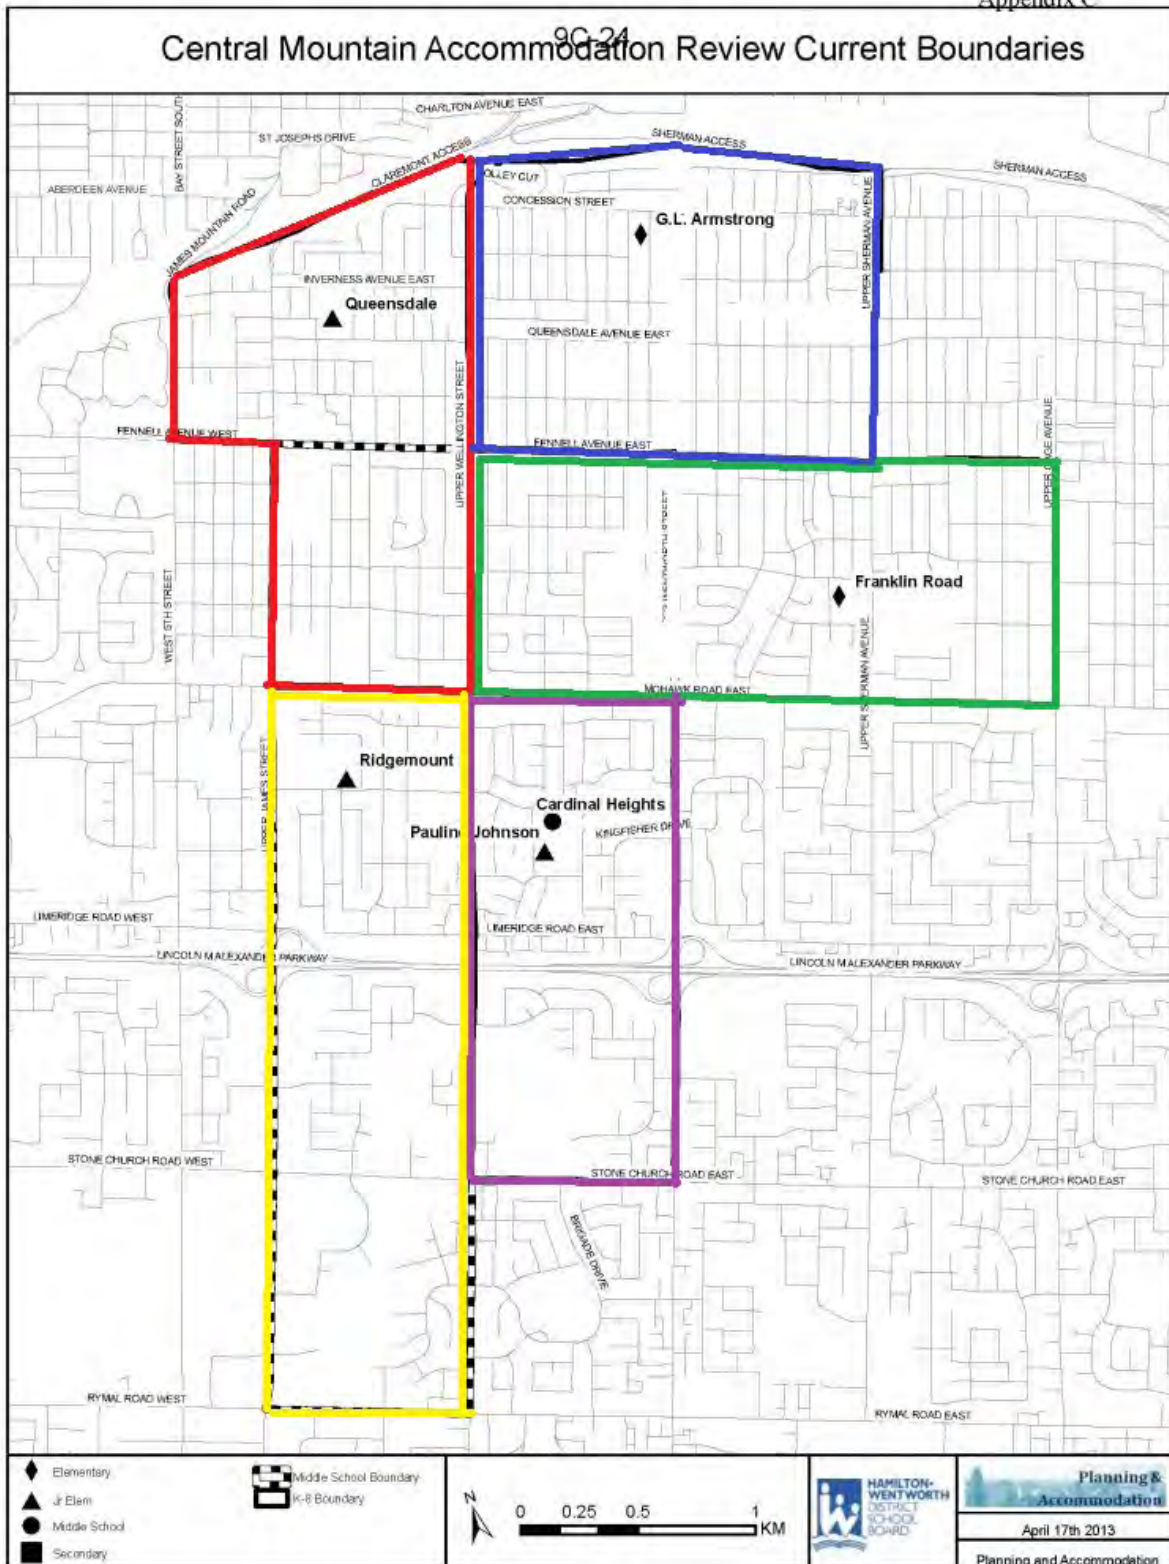 Appendix C
9C-24
Central Mountain Accommodation Review Current Boundaries
CHARLTON AVENUE EAST
ST JOSEPHS DRIVE
SHERMAN ACCESS
SHERMAN ACCESS
BAY STREET SOUTH
CLAREMONT ACCESS
ABERDEEN AVENUE
CONCESSION STREET
JAMES MOUNTAIN ROAD
G.L. Armstrong
UPPER SHERMAN AVENUE
INVERNESS AVENUE EAST
Queensdale
QUEENSDALE AVENUE EAST
UPPER WELLINGTON STREET
FENNELL AVENUE WEST
FENNELL AVENUE EAST
WEST 5TH STREET
Franklin Road
UPPER SHERMAN AVENUE
MOHAWK ROAD EAST
UPPER JAMES STREET
Ridgemount
Cardinal Heights
KINGFISHER DRIVE
Pauline Johnson
LIMERIDGE ROAD WEST
LIMERIDGE ROAD EAST
LINCOLN M ALEXANDER PARKWAY
LINCOLN M ALEXANDER PARKWAY
STONE CHURCH ROAD WEST
STONE CHURCH ROAD EAST
STONE CHURCH ROAD EAST
BRIGADE DRIVE
RYMAL ROAD WEST
RYMAL ROAD EAST
Elementary
Jr Elem
Middle School
Secondary
Middle School Boundary
K-8 Boundary
N
0 0.25 0.5 1
KM
HAMILTON-
WENTWORTH
DISTRICT
SCHOOL
BOARD
Planning &
Accommodation
April 17th 2013
Planning and Accommodation